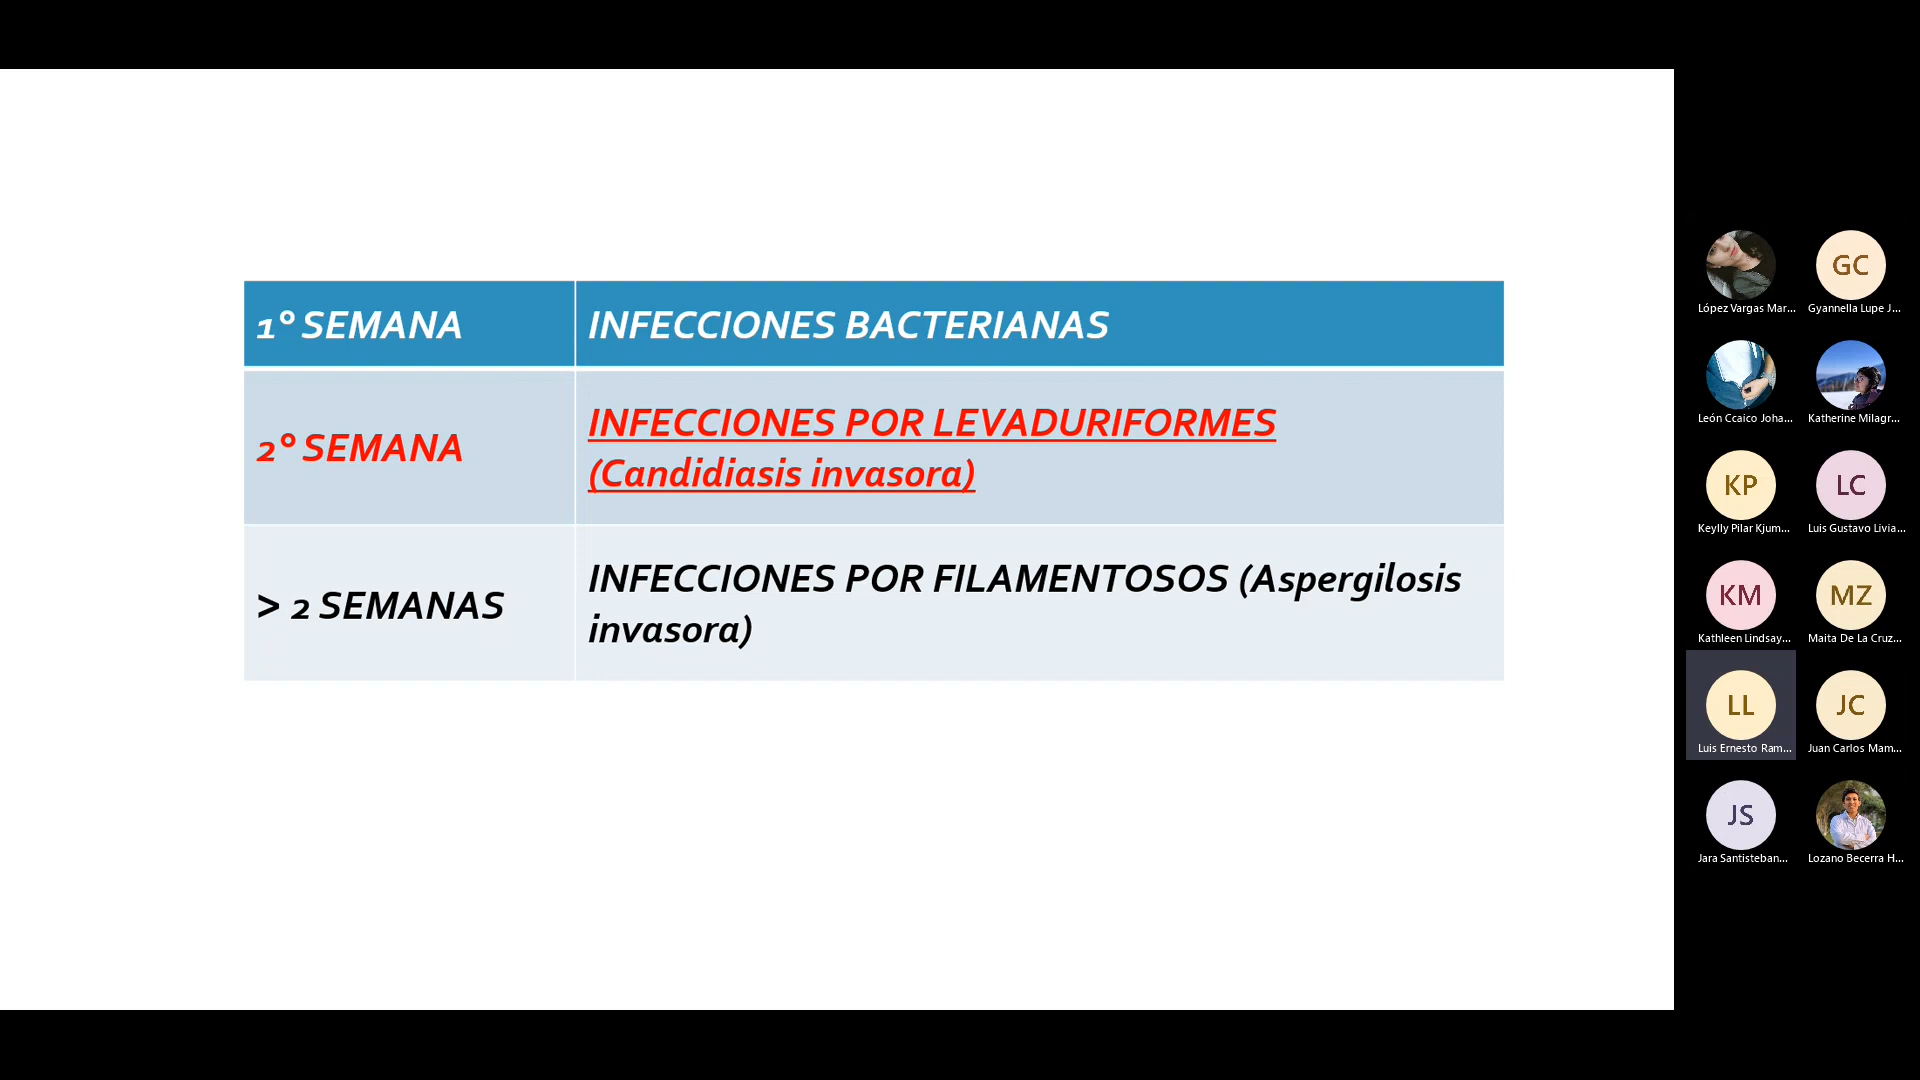 1° SEMANA
INFECCIONES BACTERIANAS
2° SEMANA
INFECCIONES POR LEVADURIFORMES
(Candidiasis invasora)
> 2 SEMANAS
INFECCIONES POR FILAMENTOSOS (Aspergilosis
invasora)
López Vargas Mar...
GC
Gyannella Lupe J...
León Ccaico Joha...
Katherine Milagr...
KP
Keylly Pilar Kjum...
LC
Luis Gustavo Livia...
KM
Kathleen Lindsay...
MZ
Maita De La Cruz...
LL
Luis Ernesto Ram...
JC
Juan Carlos Mam...
JS
Jara Santisteban...
Lozano Becerra H...